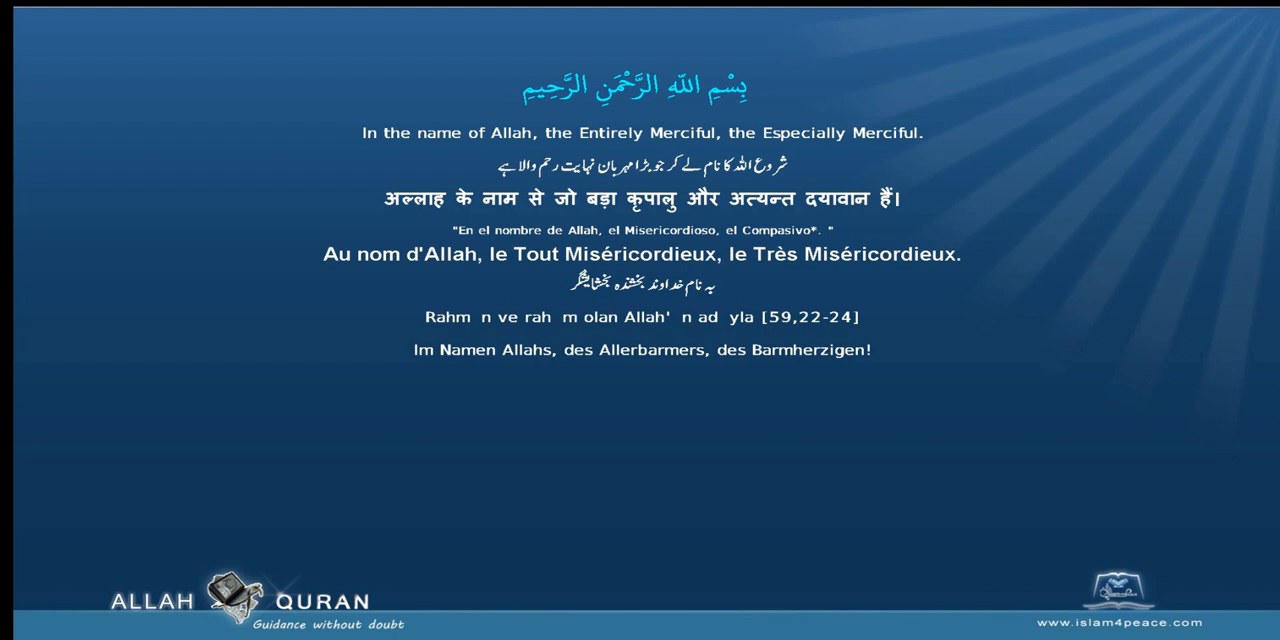 بِسْمِ اللّٰهِ الرَّحْمَنِ الرَّحِيمِ
In the name of Allah, the Entirely Merciful, the Especially Merciful.
شروع اللہ کا نام لے کر جو بڑا مہربان نہایت رحم والا ہے
अल्लाह के नाम से जो बड़ा कृपालु और अत्यन्त दयावान हैं।
"En el nombre de Allah, el Misericordioso, el Compasivo*. "
Au nom d'Allah, le Tout Miséricordieux, le Très Miséricordieux.
به نام خداوند بخشنده بخشایشگر
Rahm n ve rah m olan Allah' n ad yla [59,22-24]
Im Namen Allahs, des Allerbarmers, des Barmherzigen!
ALLAH QURAN
Guidance without doubt
www.islam4peace.com